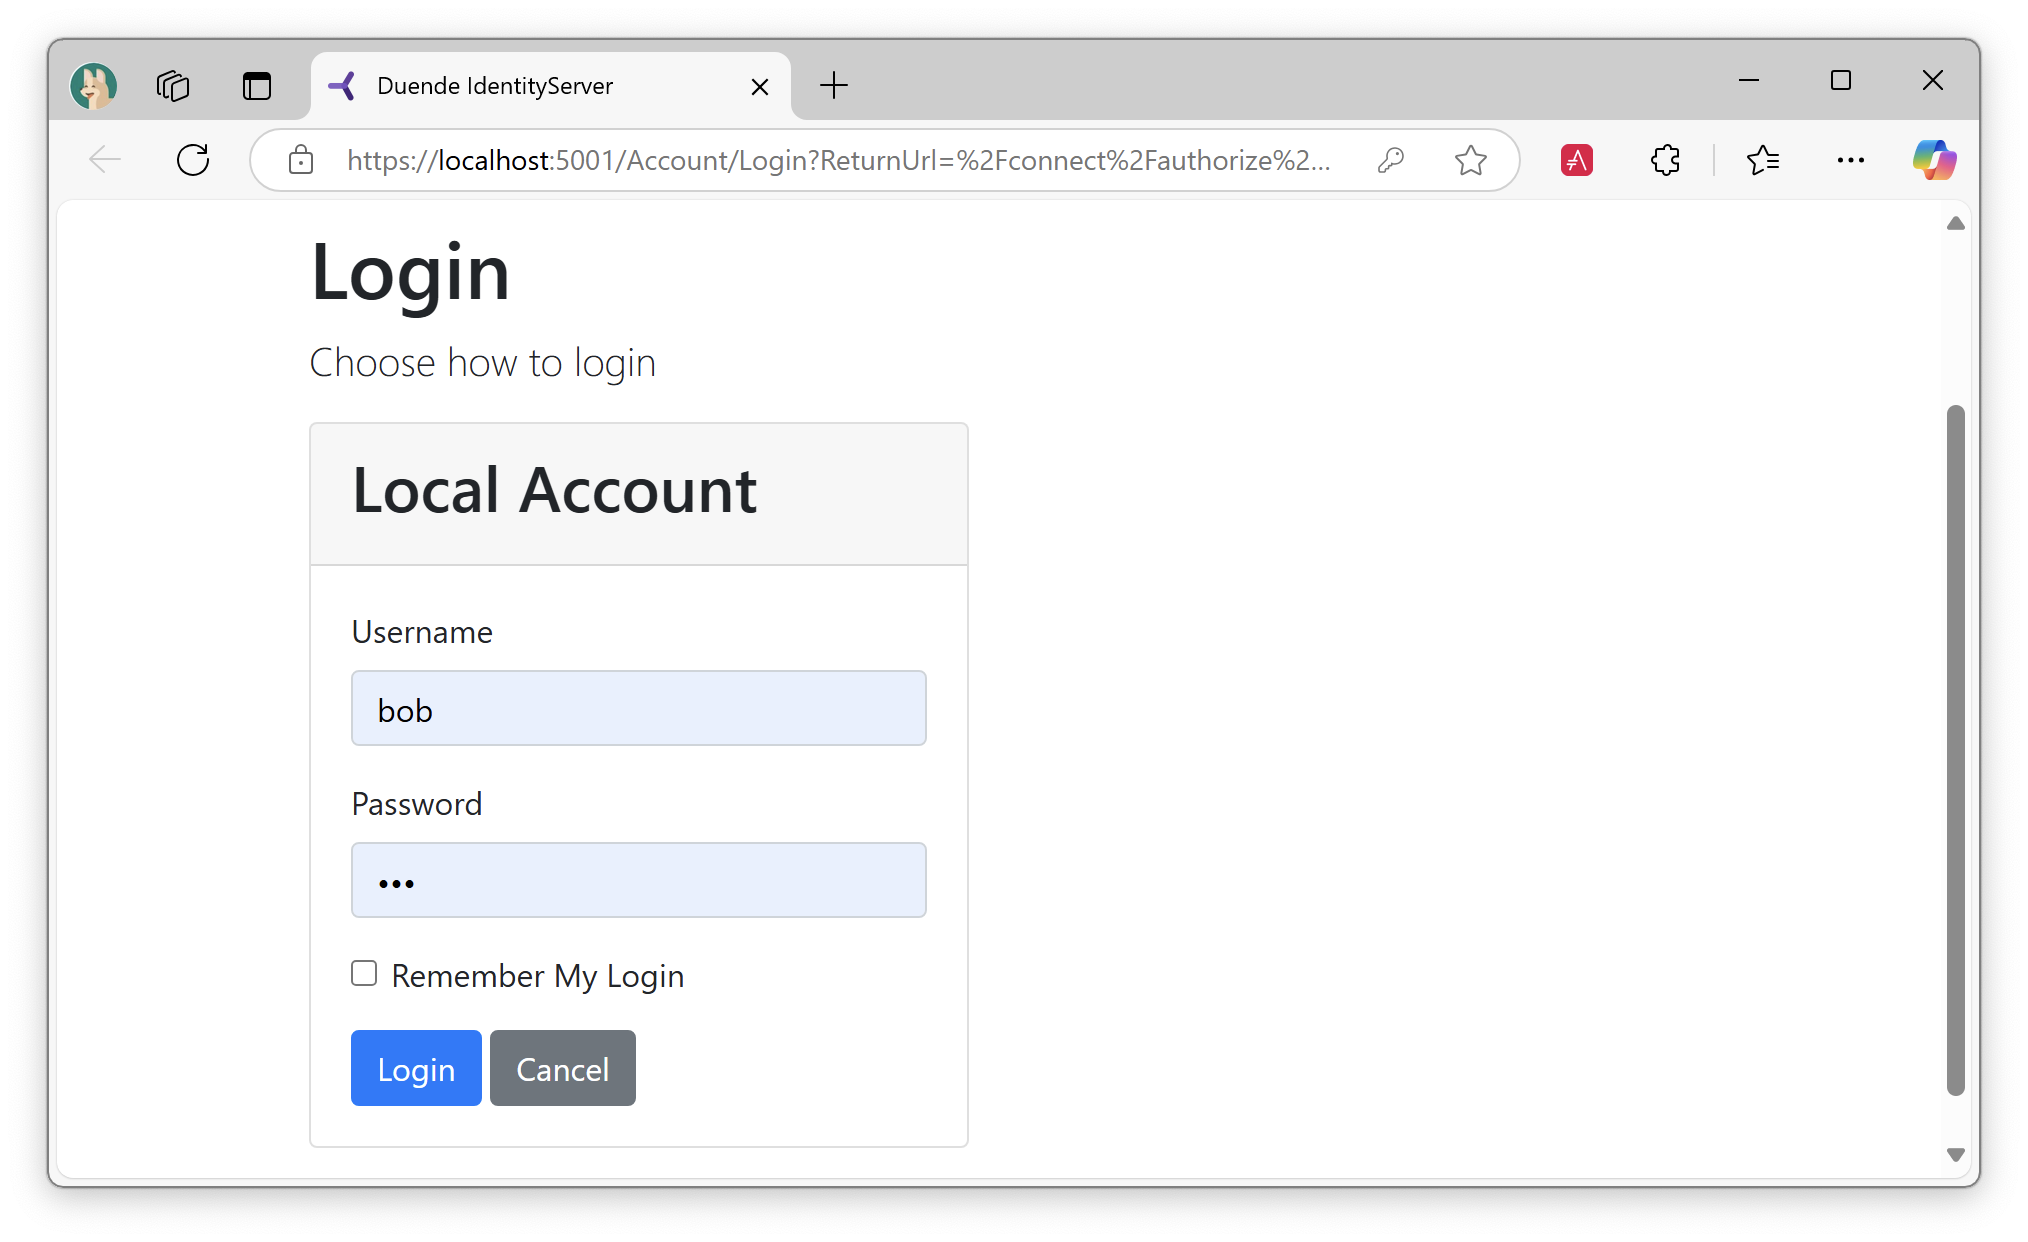 Duende IdentityServer
https://localhost:5001/Account/Login?ReturnUrl=%2Fconnect%2Fauthorize%2...
Login
Choose how to login
Local Account
Username
bob
Password
•••
Remember My Login
Login Cancel